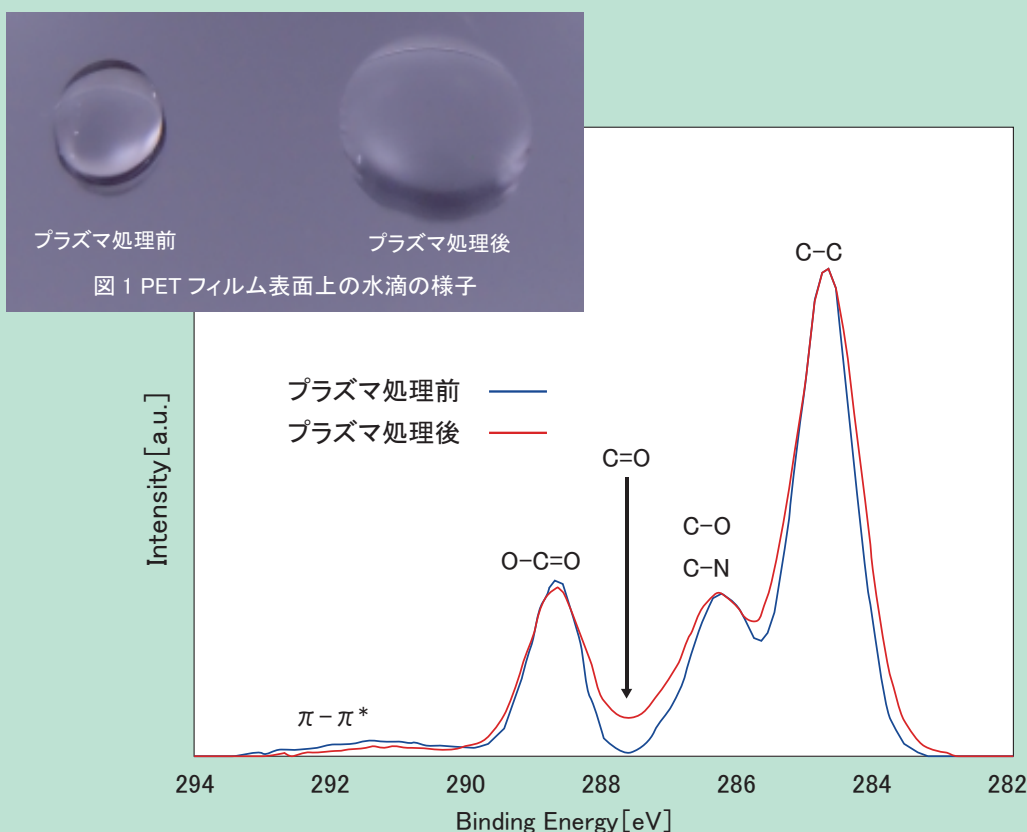 プラズマ処理前
プラズマ処理後
図 1 PET フィルム表面上の水滴の様子
C-C
プラズマ処理前
プラズマ処理後
C=O
C-O
O-C=O
C-N
π-π*
Intensity[a.u.]
294 292 290 288 286 284 282
Binding Energy[eV]